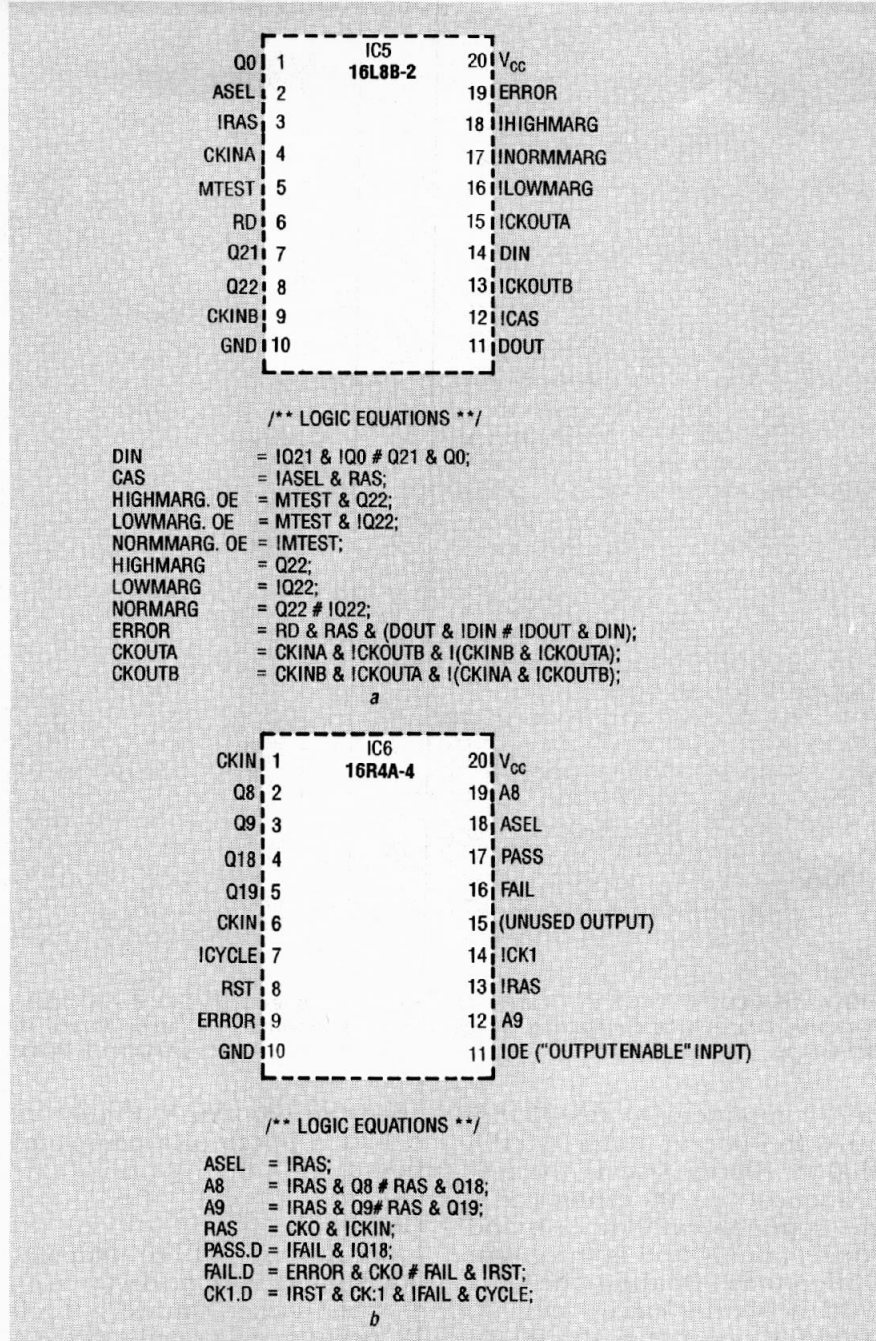 IC5
16L8B-2
Q0 1 20 VCC
ASEL 2 19 ERROR
!RAS 3 18 !HIGHMARG
CKINA 4 17 !NORMMARG
MTEST 5 16 !LOWMARG
RD 6 15 !CKOUTA
Q21 7 14 DIN
Q22 8 13 !CKOUTB
CKINB 9 12 !CAS
GND 10 11 DOUT
/** LOGIC EQUATIONS **/
DIN = !Q21 & !Q0 # Q21 & Q0;
CAS = !ASEL & RAS;
HIGHMARG. OE = MTEST & Q22;
LOWMARG. OE = MTEST & !Q22;
NORMMARG. OE = !MTEST;
HIGHMARG = Q22;
LOWMARG = !Q22;
NORMARG = Q22 # !Q22;
ERROR = RD & RAS & (DOUT & !DIN # !DOUT & DIN);
CKOUTA = CKINA & !CKOUTB & !(CKINB & !CKOUTA);
CKOUTB = CKINB & !CKOUTA & !(CKINA & !CKOUTB);
a
IC6
16R4A-4
CKIN 1 20 VCC
Q8 2 19 A8
Q9 3 18 ASEL
Q18 4 17 PASS
Q19 5 16 FAIL
CKIN 6 15 (UNUSED OUTPUT)
!CYCLE 7 14 !CK1
RST 8 13 !RAS
ERROR 9 12 A9
GND 10 11 !OE ("OUTPUT ENABLE" INPUT)
/** LOGIC EQUATIONS **/
ASEL = !RAS;
A8 = !RAS & Q8 # RAS & Q18;
A9 = !RAS & Q9# RAS & Q19;
RAS = CKO & !CKIN;
PASS.D = !FAIL & !Q18;
FAIL.D = ERROR & CKO # FAIL & !RST;
CK1.D = !RST & CK:1 & !FAIL & CYCLE;
b